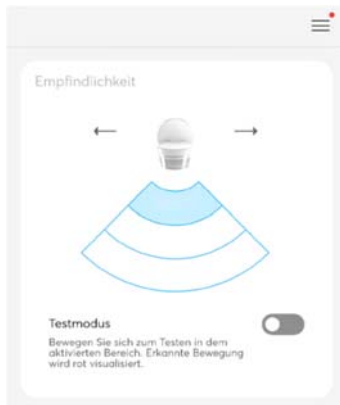 Empfindlichkeit
Testmodus
Bewegen Sie sich zum Testen in dem
aktivierten Bereich. Erkannte Bewegung
wird rot visualisiert.